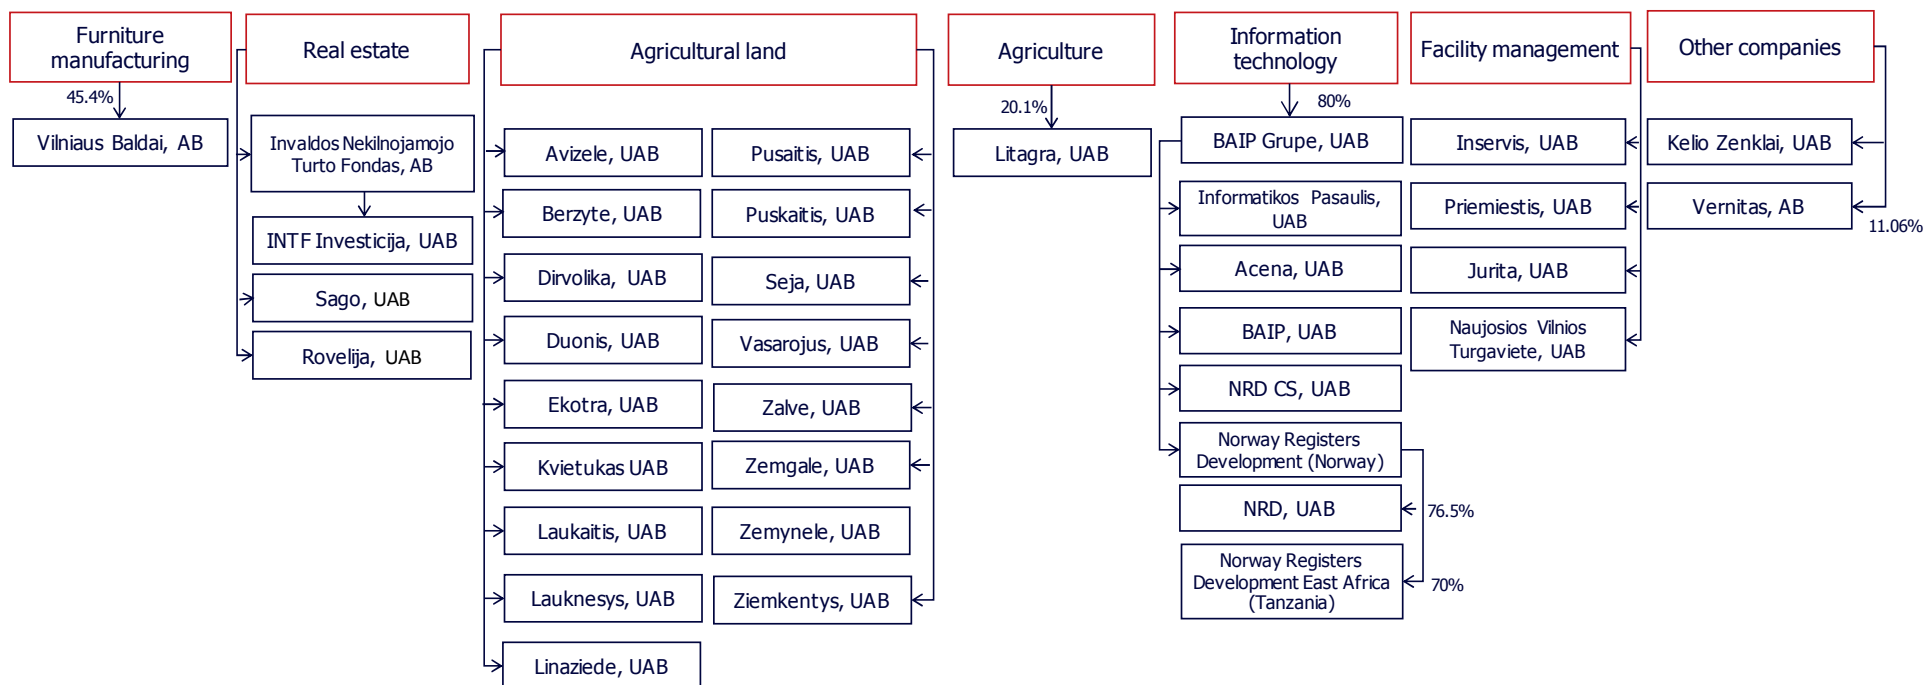 Furniture
manufacturing
45.4%
Vilniaus Baldai, AB
Real estate
Invaldos Nekilnojamojo
Turto Fondas, AB
INTF Investicija, UAB
Sago, UAB
Rovelija, UAB
Agricultural land
Avizele, UAB
Berzyte, UAB
Dirvolika, UAB
Duonis, UAB
Ekotra, UAB
Kvietukas UAB
Laukaitis, UAB
Lauknesys, UAB
Linaziede, UAB
Pusaitis, UAB
Puskaitis, UAB
Seja, UAB
Vasarojus, UAB
Zalve, UAB
Zemgale, UAB
Zemynele, UAB
Ziemkentys, UAB
Agriculture
20.1%
Litagra, UAB
Information
technology
80%
BAIP Grupe, UAB
Informatikos Pasaulis,
UAB
Acena, UAB
BAIP, UAB
NRD CS, UAB
Norway Registers
Development (Norway)
NRD, UAB
76.5%
Norway Registers
Development East Africa
(Tanzania)
70%
Facility management
Inservis, UAB
Priemiestis, UAB
Jurita, UAB
Naujosios Vilnios
Turgaviete, UAB
Other companies
Kelio Zenklai, UAB
Vernitas, AB
11.06%